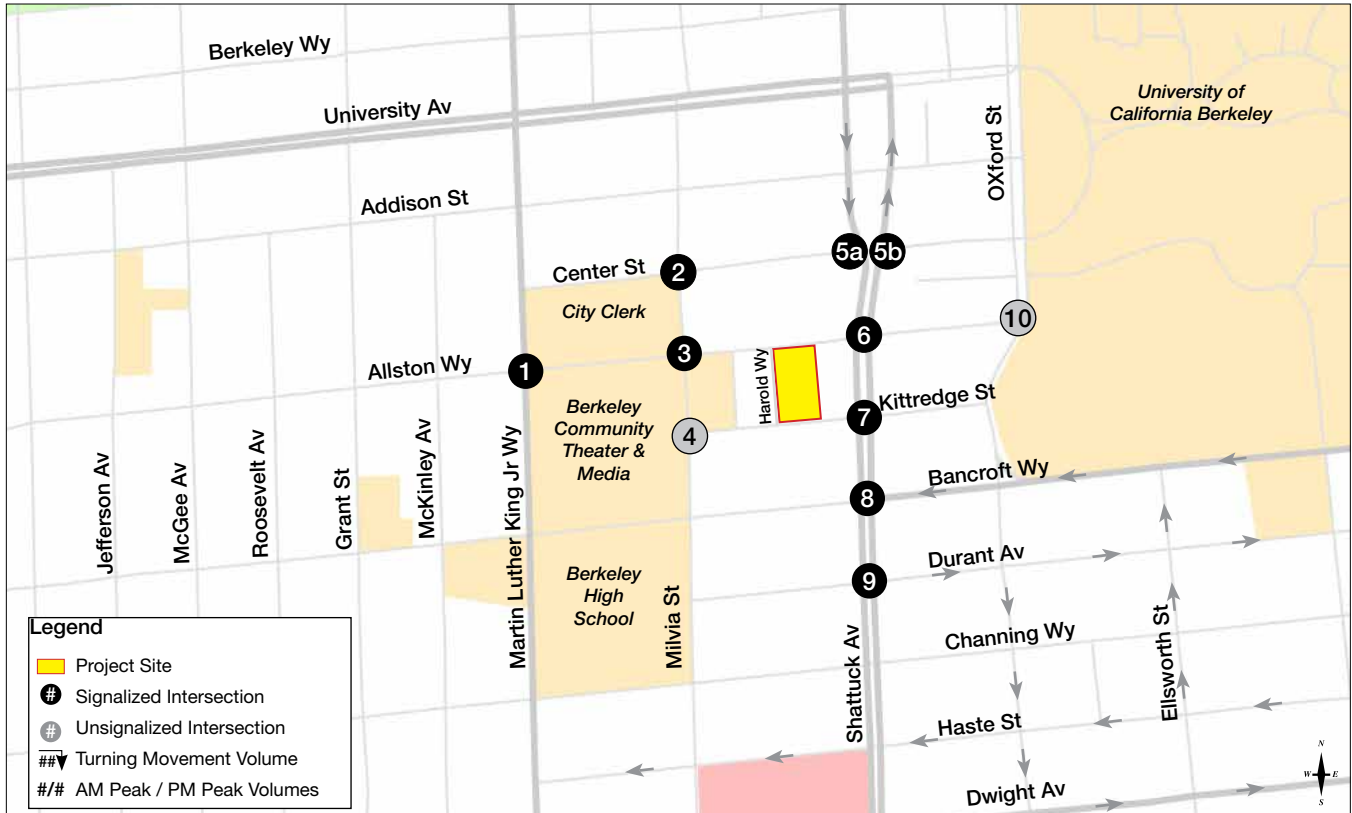 Berkeley Wy
University Av
University of
California Berkeley
OXford St
Addison St
5a
5b
Center St
2
City Clerk
10
6
3
Allston Wy
1
Harold Wy
Kittredge St
7
Berkeley
Community
Theater &
Media
4
Jefferson Av
McGee Av
Roosevelt Av
Grant St
McKinley Av
Martin Luther King Jr Wy
Bancroft Wy
8
Durant Av
9
Berkeley
High
School
Milvia St
Shattuck Av
Channing Wy
Ellsworth St
Haste St
Dwight Av
Legend
Project Site
# Signalized Intersection
# Unsignalized Intersection
## Turning Movement Volume
#/# AM Peak / PM Peak Volumes
N
W E
S